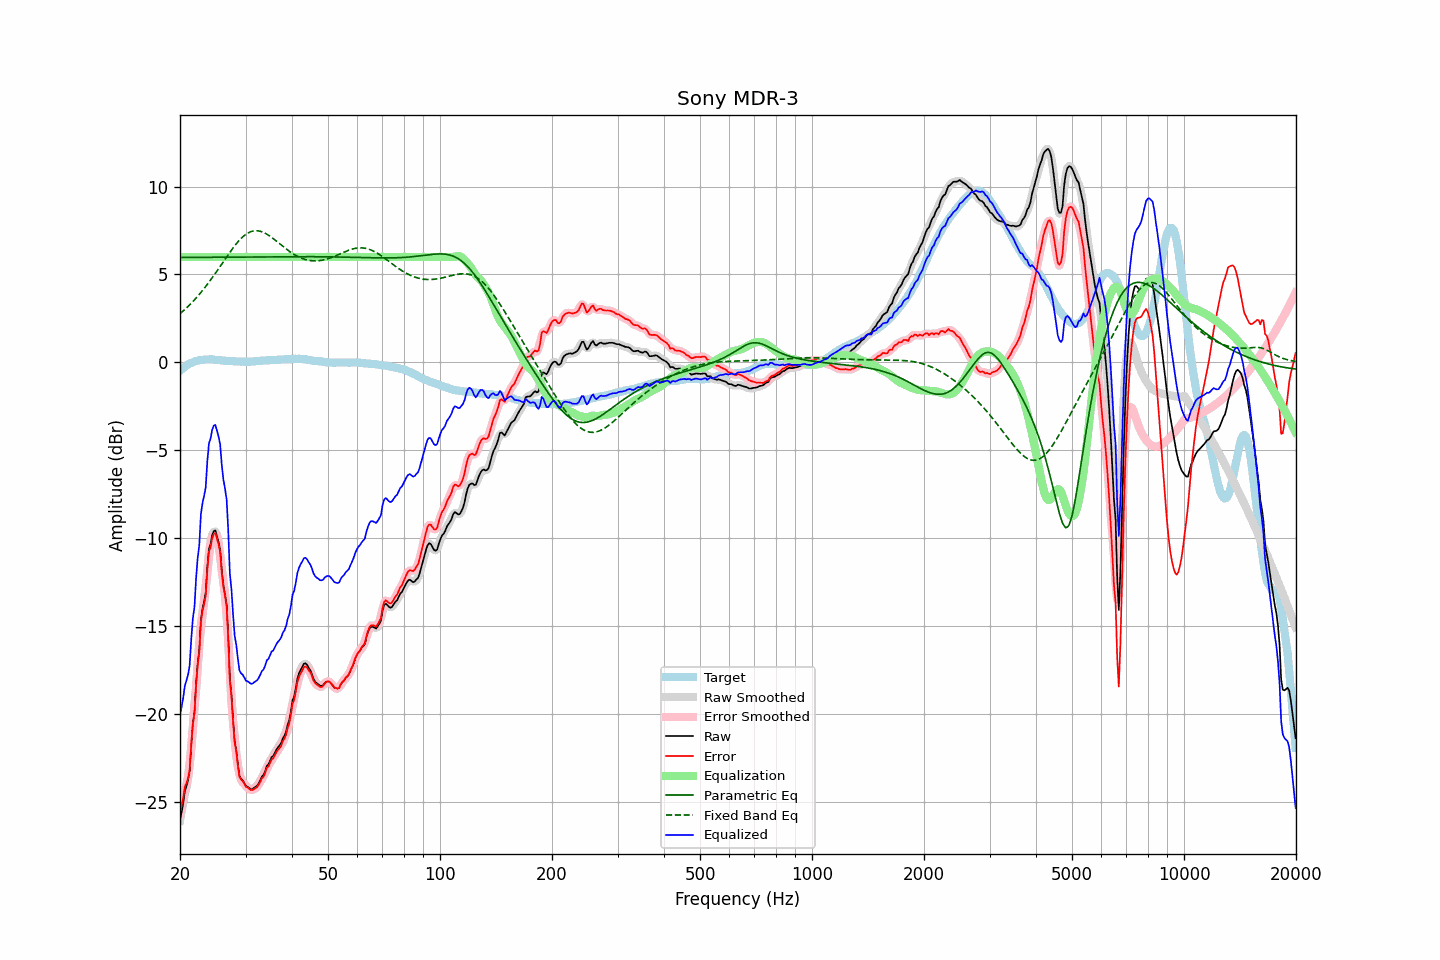 Sony MDR-3
Amplitude (dBr)
10
5
0
−5
−10
−15
−20
−25
Target
Raw Smoothed
Error Smoothed
Raw
Error
Equalization
Parametric Eq
Fixed Band Eq
Equalized
20 50 100 200 500 1000 2000 5000 10000 20000
Frequency (Hz)